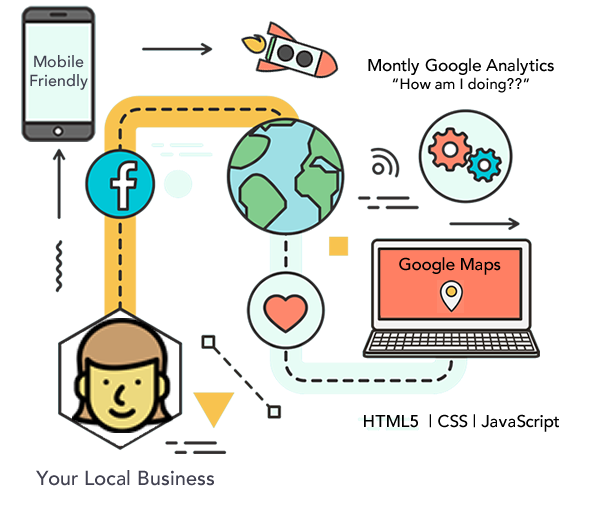 Mobile
Friendly
Montly Google Analytics
“How am I doing??“
f
Google Maps
HTML5 | CSS | JavaScript
Your Local Business